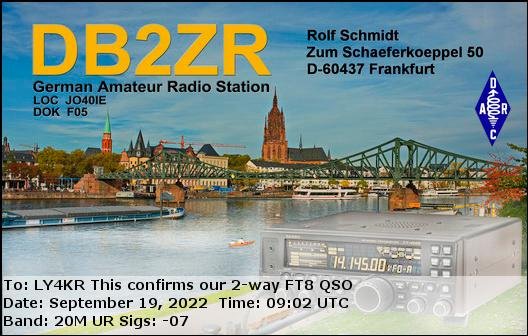 DB2ZR
German Amateur Radio Station
LOC JO40IE
DOK F05
Rolf Schmidt
Zum Schaeferkoeppel 50
D-60437 Frankfurt
D
A R
C
14.145.00
VFO-A
To: LY4KR This confirms our 2-way FT8 QSO
Date: September 19, 2022 Time: 09:02 UTC
Band: 20M UR Sigs: -07